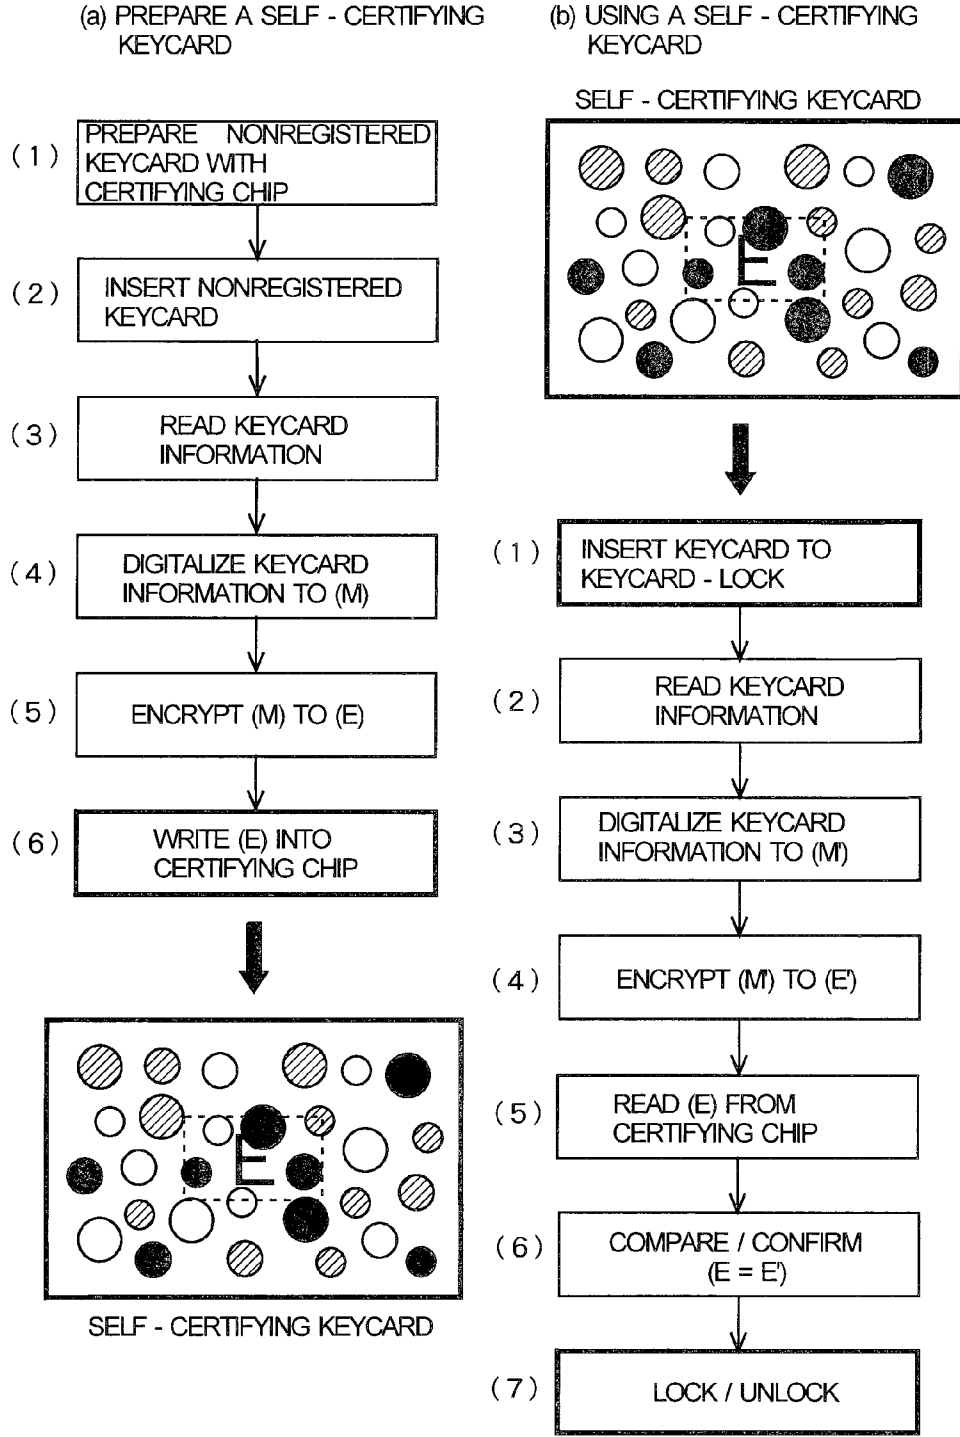 (a) PREPARE A SELF - CERTIFYING
KEYCARD
(1)
PREPARE NONREGISTERED
KEYCARD WITH
CERTIFYING CHIP
(2)
INSERT NONREGISTERED
KEYCARD
(3)
READ KEYCARD
INFORMATION
(4)
DIGITALIZE KEYCARD
INFORMATION TO (M)
(5)
ENCRYPT (M) TO (E)
(6)
WRITE (E) INTO
CERTIFYING CHIP
E
SELF - CERTIFYING KEYCARD
(b) USING A SELF - CERTIFYING
KEYCARD
SELF - CERTIFYING KEYCARD
E
(1)
INSERT KEYCARD TO
KEYCARD - LOCK
(2)
READ KEYCARD
INFORMATION
(3)
DIGITALIZE KEYCARD
INFORMATION TO (M')
(4)
ENCRYPT (M') TO (E')
(5)
READ (E) FROM
CERTIFYING CHIP
(6)
COMPARE / CONFIRM
(E = E')
(7)
LOCK / UNLOCK